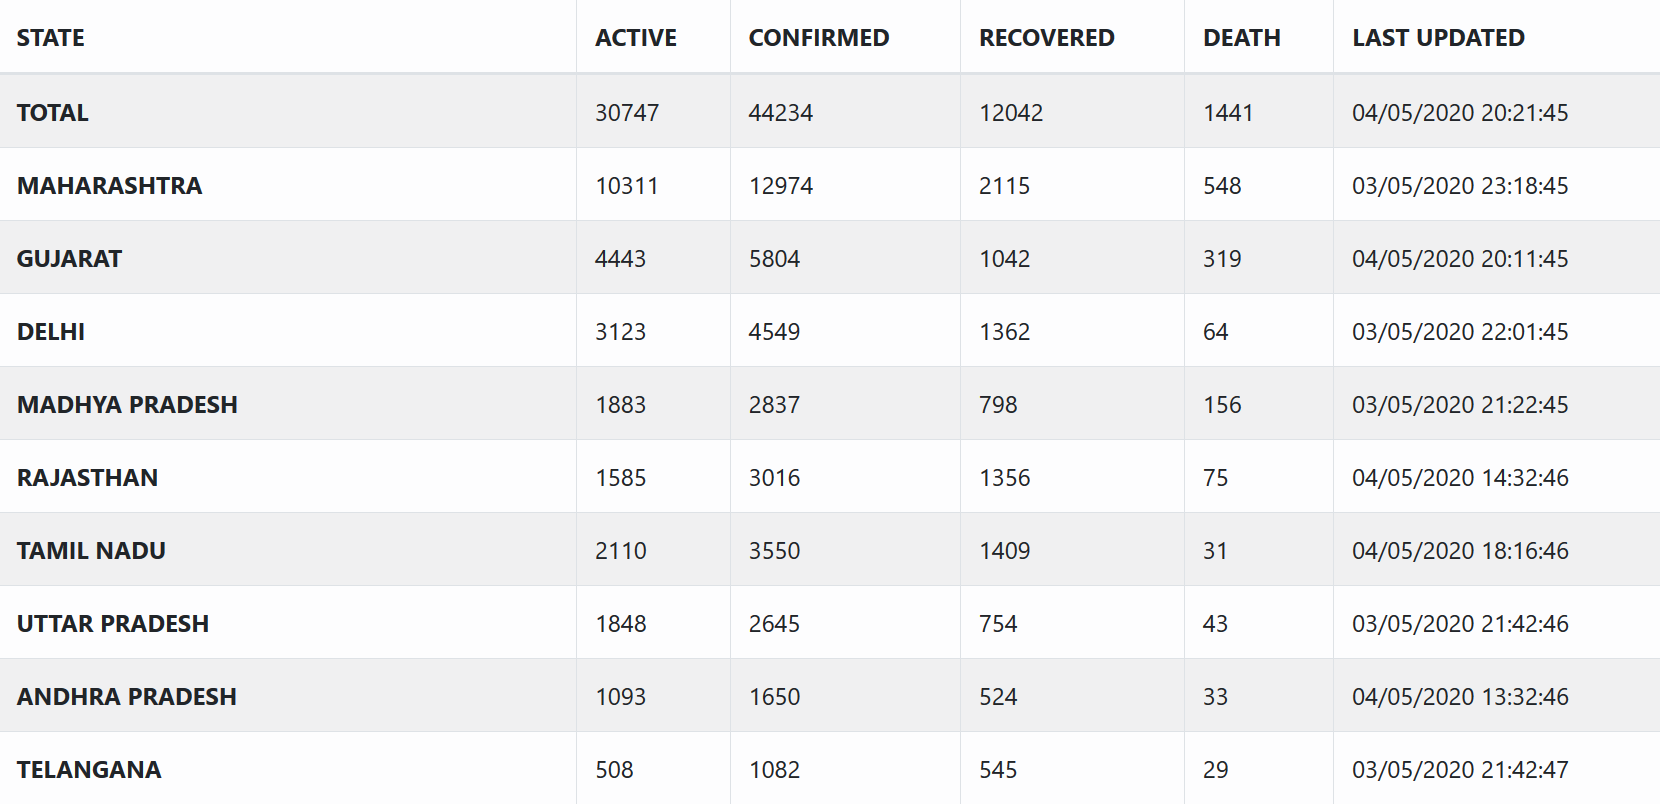 STATE ACTIVE CONFIRMED RECOVERED DEATH LAST UPDATED
TOTAL 30747 44234 12042 1441 04/05/2020 20:21:45
MAHARASHTRA 10311 12974 2115 548 03/05/2020 23:18:45
GUJARAT 4443 5804 1042 319 04/05/2020 20:11:45
DELHI 3123 4549 1362 64 03/05/2020 22:01:45
MADHYA PRADESH 1883 2837 798 156 03/05/2020 21:22:45
RAJASTHAN 1585 3016 1356 75 04/05/2020 14:32:46
TAMIL NADU 2110 3550 1409 31 04/05/2020 18:16:46
UTTAR PRADESH 1848 2645 754 43 03/05/2020 21:42:46
ANDHRA PRADESH 1093 1650 524 33 04/05/2020 13:32:46
TELANGANA 508 1082 545 29 03/05/2020 21:42:47